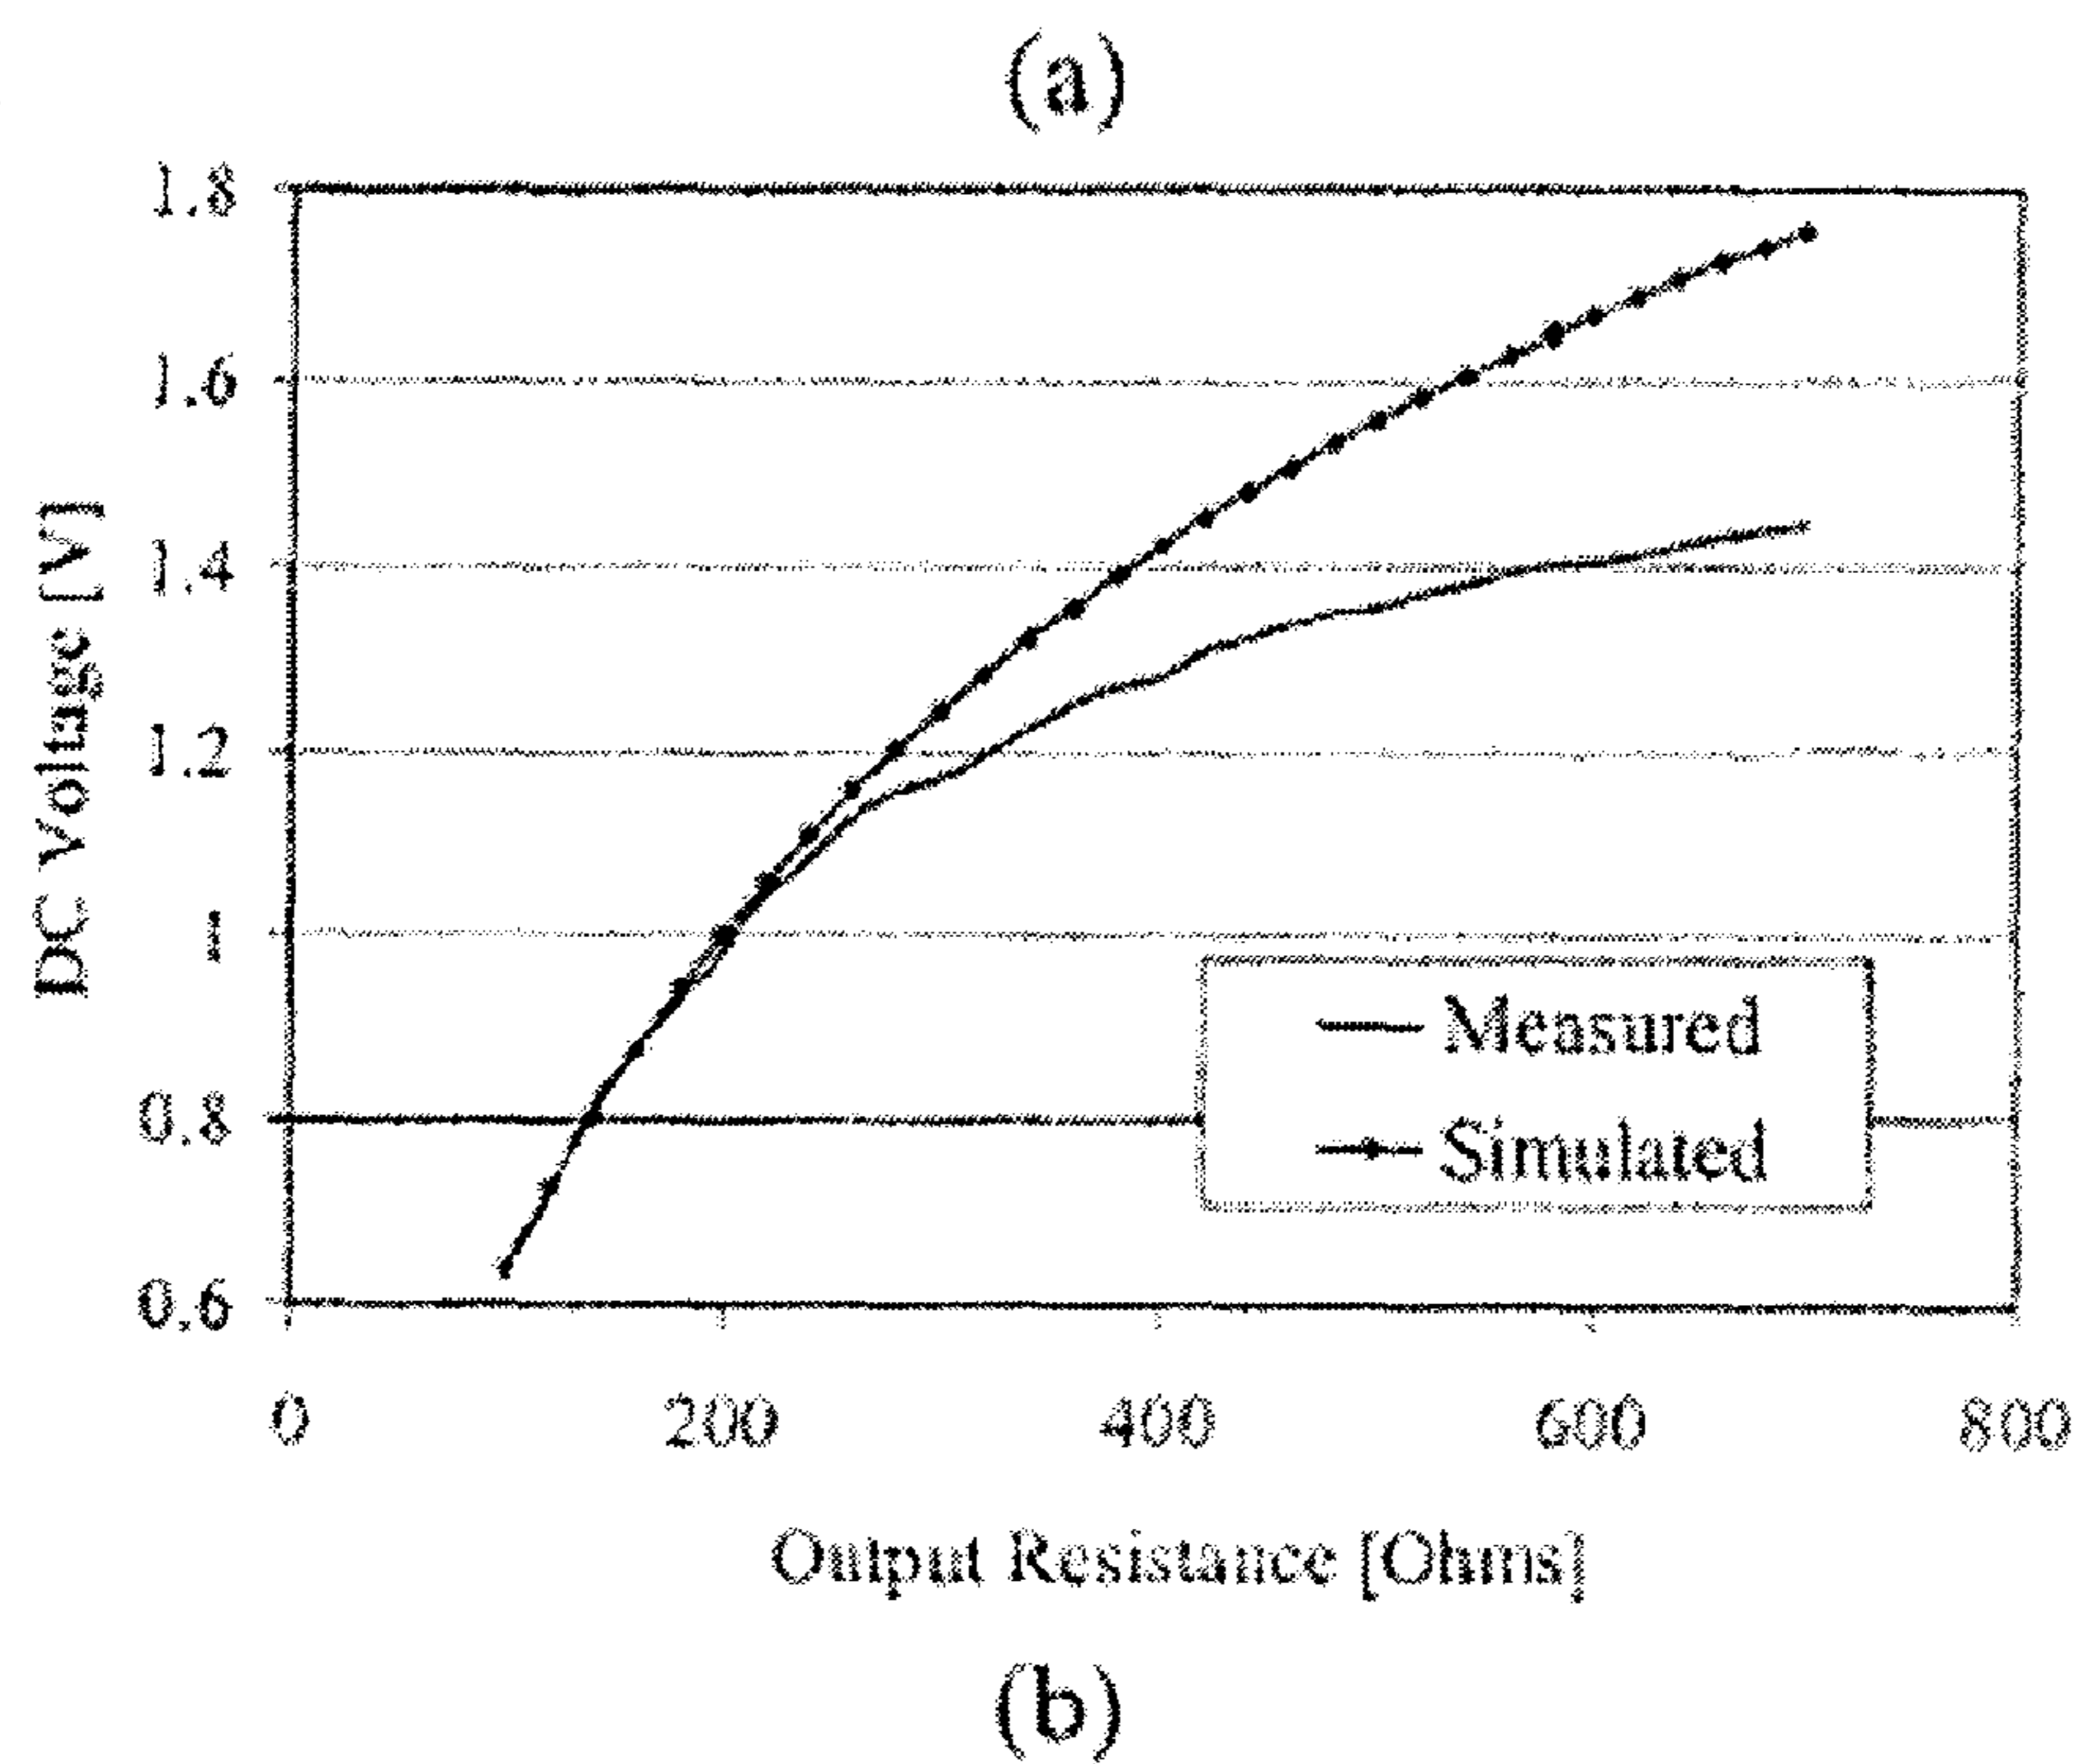 (a)
1.8
1.6
1.4
1.2
1
0.8
0.6
DC Voltage [V]
Measured
Simulated
0 200 400 600 800
Output Resistance [Ohms]
(b)